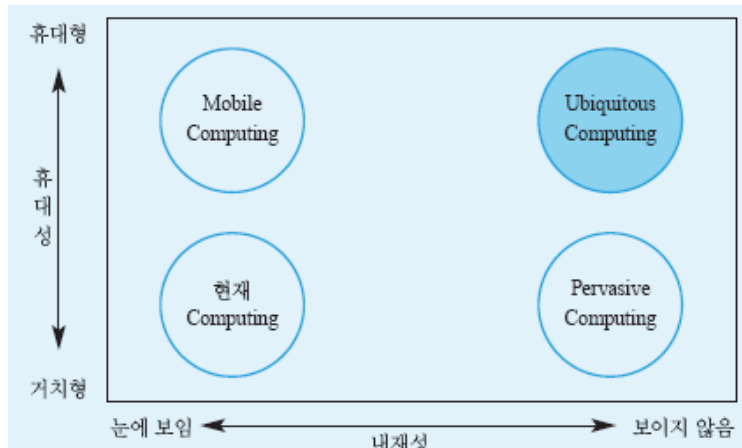 휴대형
Mobile
Computing
Ubiquitous
Computing
휴
대
성
현재
Computing
Pervasive
Computing
거치형
눈에 보임
보이지 않음
내재성